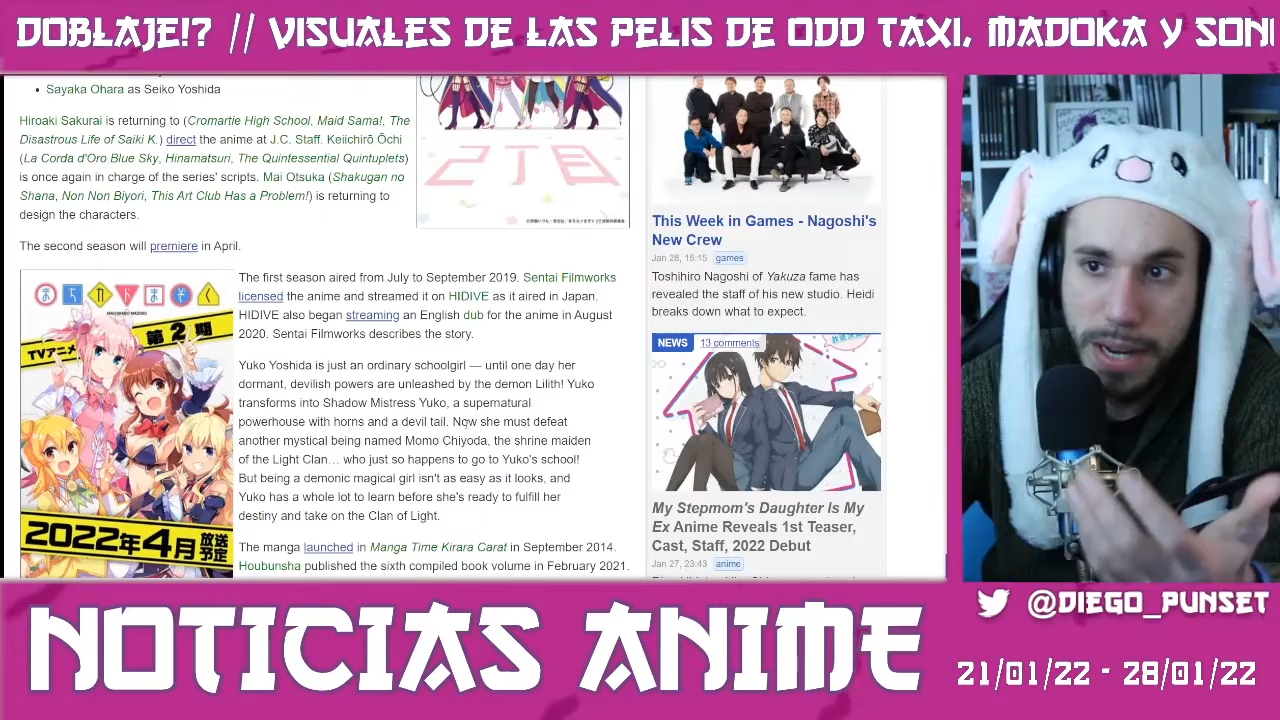 DOBLAJE!? // VISUALES DE LAS PELIS DE ODD TAXI, MADOKA Y SONI
• Sayaka Ohara as Seiko Yoshida
Hiroaki Sakurai is returning to (Cromartie High School, Maid Sama!, The
Disastrous Life of Saiki K.) direct the anime at J.C. Staff. Keiichirō Ōchi
(La Corda d'Oro Blue Sky, Hinamatsuri, The Quintessential Quintuplets)
is once again in charge of the series' scripts. Mai Otsuka (Shakugan no
Shana, Non Non Biyori, This Art Club Has a Problem!) is returning to
design the characters.
The second season will premiere in April.
2丁目
まちカドまぞく
MACHIKADO MAZOKU
TVアニメ
第2期
2022年4月
放送
予定
The first season aired from July to September 2019. Sentai Filmworks
licensed the anime and streamed it on HIDIVE as it aired in Japan.
HIDIVE also began streaming an English dub for the anime in August
2020. Sentai Filmworks describes the story.
Yuko Yoshida is just an ordinary schoolgirl — until one day her
dormant, devilish powers are unleashed by the demon Lilith! Yuko
transforms into Shadow Mistress Yuko, a supernatural
powerhouse with horns and a devil tail. Now she must defeat
another mystical being named Momo Chiyoda, the shrine maiden
of the Light Clan… who just so happens to go to Yuko's school!
But being a demonic magical girl isn't as easy as it looks, and
Yuko has a whole lot to learn before she's ready to fulfill her
destiny and take on the Clan of Light.
The manga launched in Manga Time Kirara Carat in September 2014.
Houbunsha published the sixth compiled book volume in February 2021.
This Week in Games - Nagoshi's
New Crew
Jan 28, 15:15 games
Toshihiro Nagoshi of Yakuza fame has
revealed the staff of his new studio. Heidi
breaks down what to expect.
NEWS 13 comments
My Stepmom's Daughter Is My
Ex Anime Reveals 1st Teaser,
Cast, Staff, 2022 Debut
Jan 27, 23:43 anime
@DIEGO_PUNSET
NOTICIAS ANIME
21/01/22 - 28/01/22